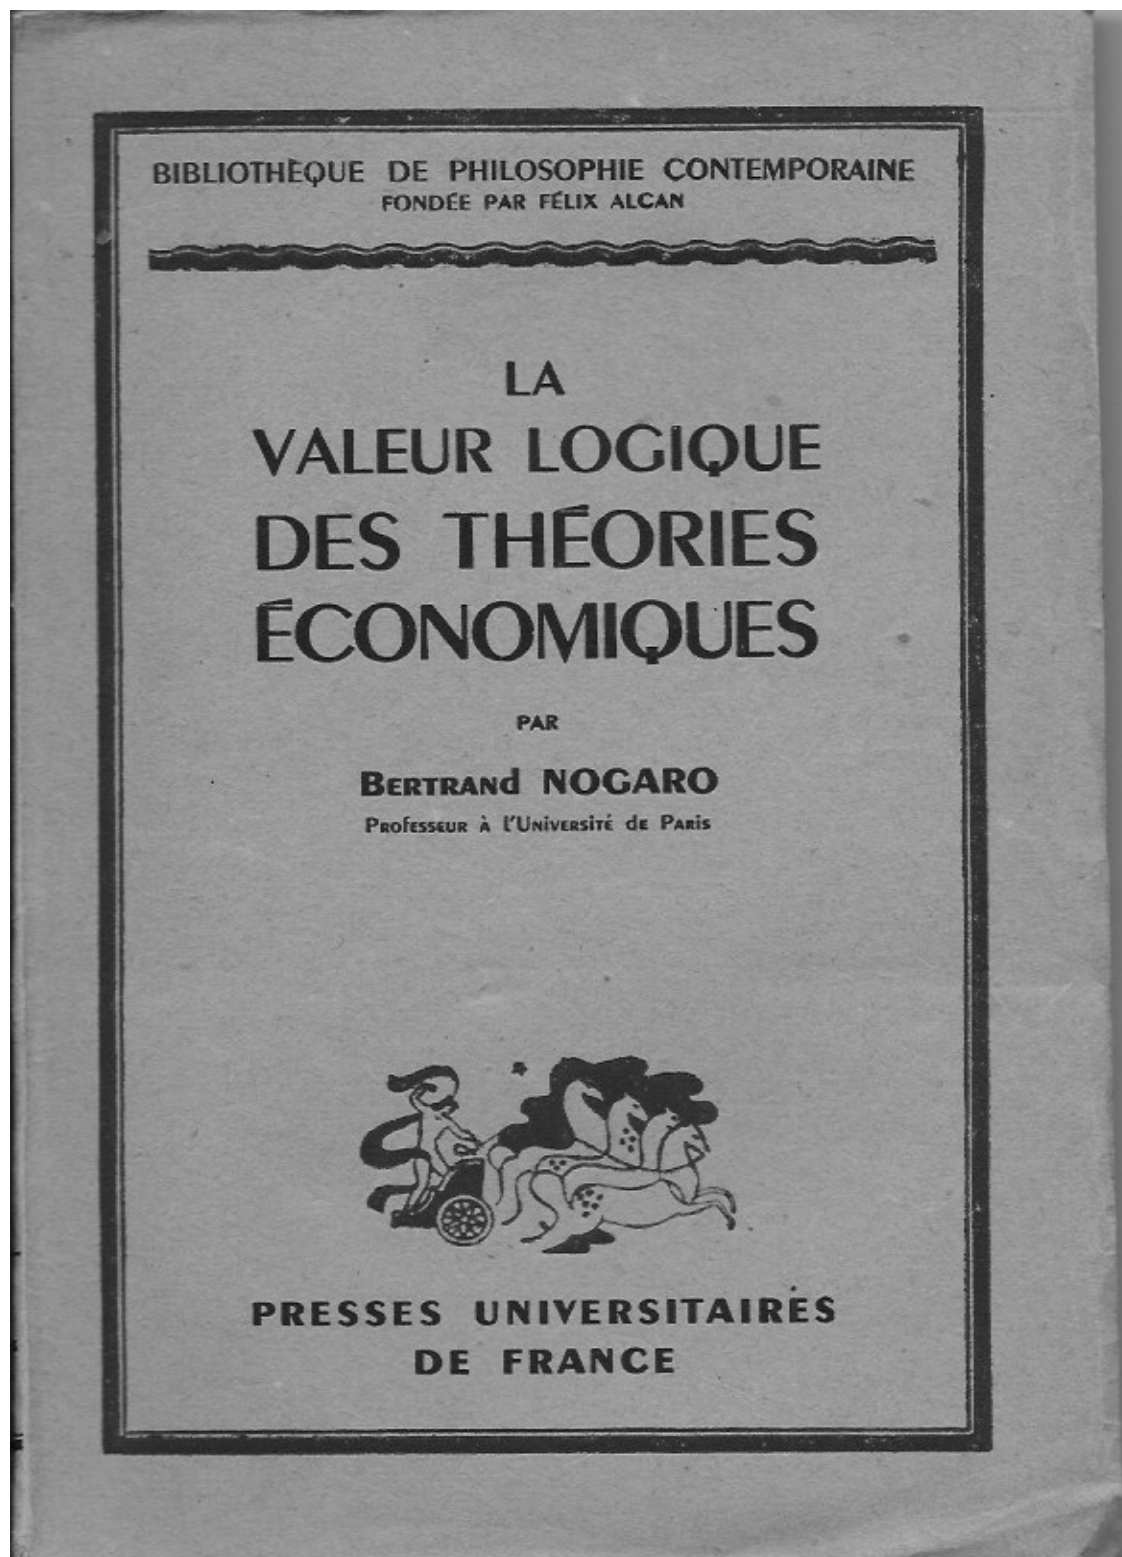 BIBLIOTHÈQUE DE PHILOSOPHIE CONTEMPORAINE
FONDÉE PAR FÉLIX ALCAN
LA
VALEUR LOGIQUE
DES THÉORIES
ÉCONOMIQUES
PAR
BERTRANd NOGARO
PROfESSEUR À l'UNIVERSITÉ dE PARIS
PRESSES UNIVERSITAIRES
DE FRANCE